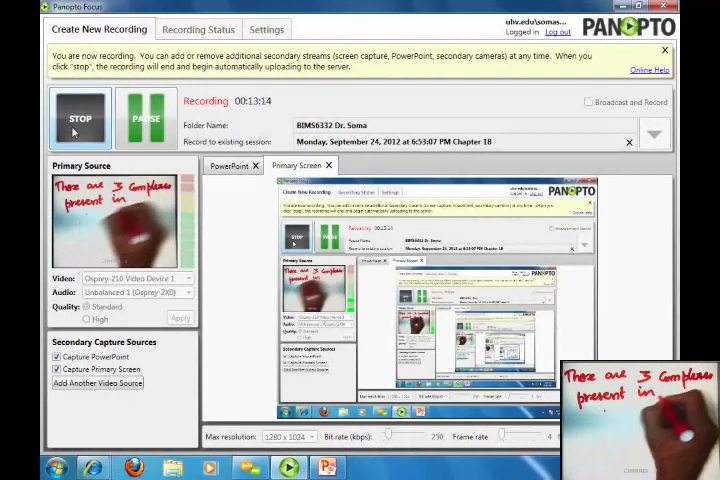 Panopto Focus
Create New Recording
Recording Status
Settings
uhv.edu\somas...
Logged in Log out
PANOPTO
You are now recording. You can add or remove additional secondary streams (screen capture, PowerPoint, secondary cameras) at any time. When you
click "stop", the recording will end and begin automatically uploading to the server.
Online Help
STOP
PAUSE
Recording 00:13:14
Broadcast and Record
Folder Name: BIMS6332 Dr. Soma
Record to existing session: Monday, September 24, 2012 at 6:53:07 PM Chapter 18
Primary Source
There are 3 Complexes
present in
Video: Osprey-210 Video Device 1
Audio: Unbalanced 1 (Osprey-2X0)
Quality: Standard
High
Apply
Secondary Capture Sources
Capture PowerPoint
Capture Primary Screen
Add Another Video Source
PowerPoint
Primary Screen
Max resolution: 1280 x 1024 Bit rate (kbps): 250 Frame rate 4
There are 3 Complexes
present in